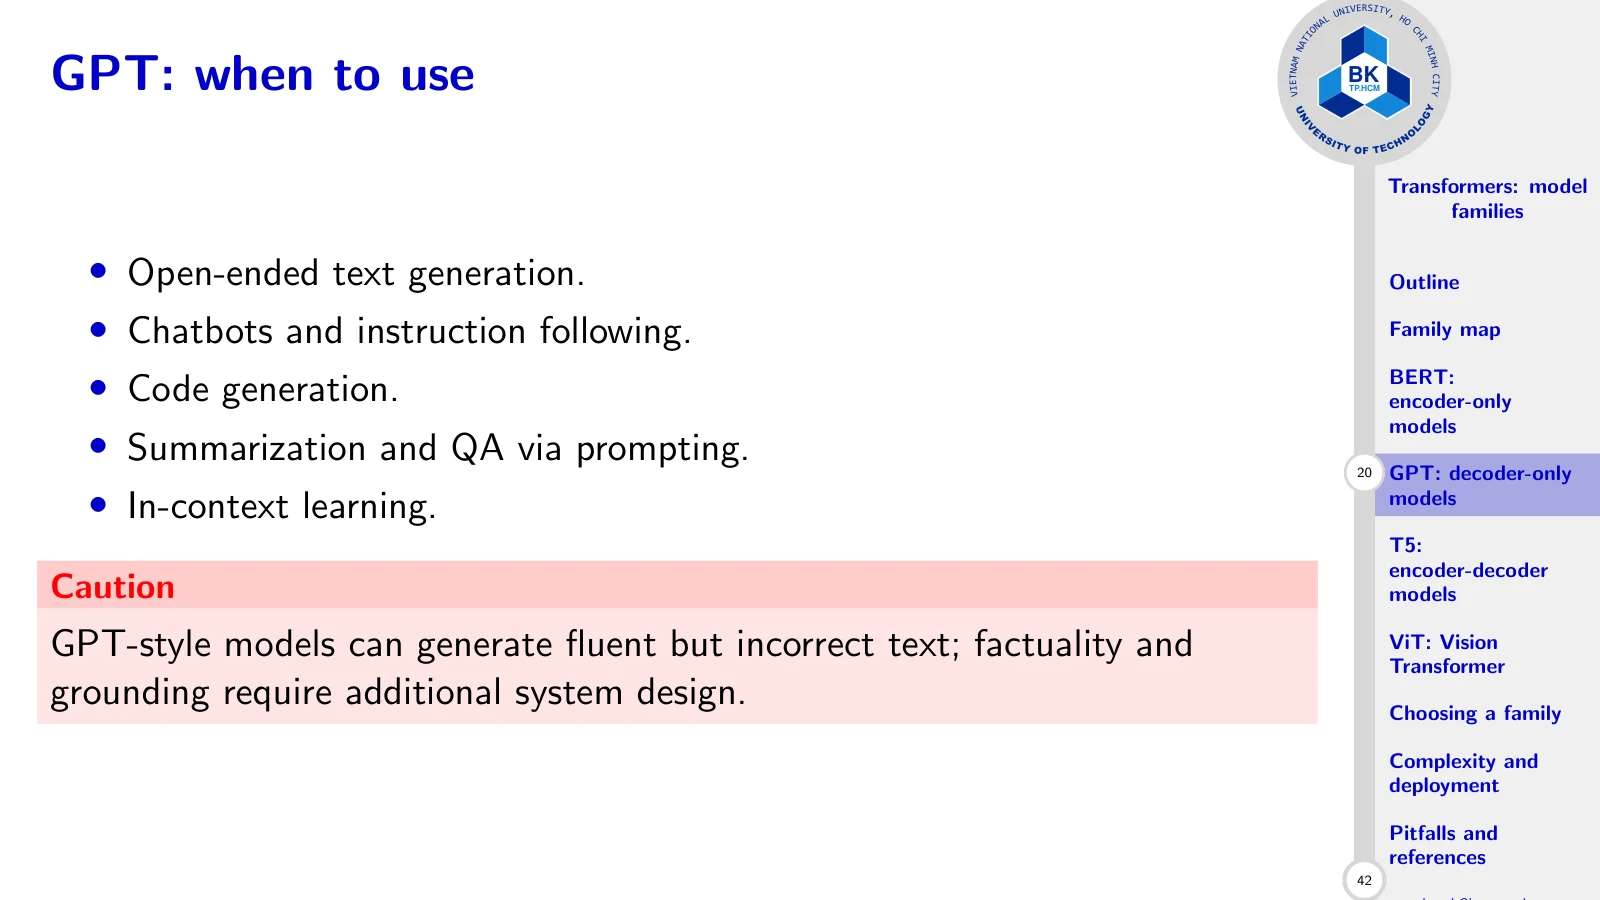 GPT: when to use
• Open-ended text generation.
• Chatbots and instruction following.
• Code generation.
• Summarization and QA via prompting.
• In-context learning.
Caution
GPT-style models can generate fluent but incorrect text; factuality and
grounding require additional system design.
VIETNAM NATIONAL UNIVERSITY, HO CHI MINH CITY
BK
TP.HCM
UNIVERSITY OF TECHNOLOGY
Transformers: model
families
Outline
Family map
BERT:
encoder-only
models
20
GPT: decoder-only
models
T5:
encoder-decoder
models
ViT: Vision
Transformer
Choosing a family
Complexity and
deployment
Pitfalls and
references
42